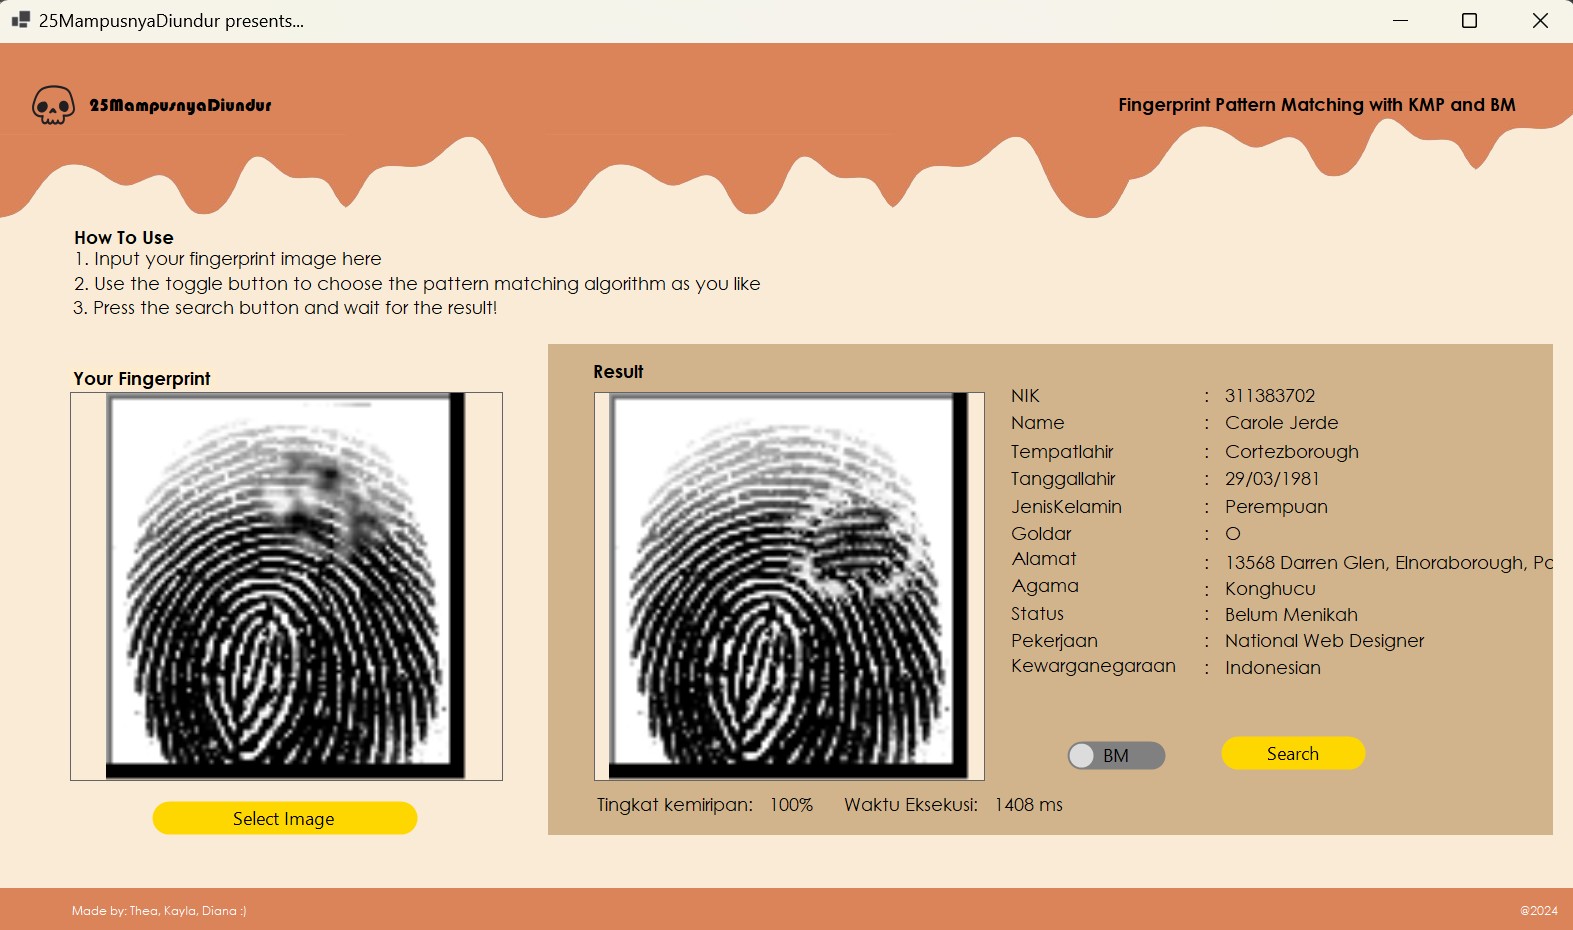 25MampusnyaDiundur presents...
25MampusnyaDiundur
Fingerprint Pattern Matching with KMP and BM
How To Use
1. Input your fingerprint image here
2. Use the toggle button to choose the pattern matching algorithm as you like
3. Press the search button and wait for the result!
Your Fingerprint
Select Image
Result
NIK : 311383702
Name : Carole Jerde
Tempatlahir : Cortezborough
Tanggallahir : 29/03/1981
JenisKelamin : Perempuan
Goldar : O
Alamat : 13568 Darren Glen, Elnoraborough, Po
Agama : Konghucu
Status : Belum Menikah
Pekerjaan : National Web Designer
Kewarganegaraan : Indonesian
BM
Search
Tingkat kemiripan: 100% Waktu Eksekusi: 1408 ms
Made by: Thea, Kayla, Diana :)
@2024